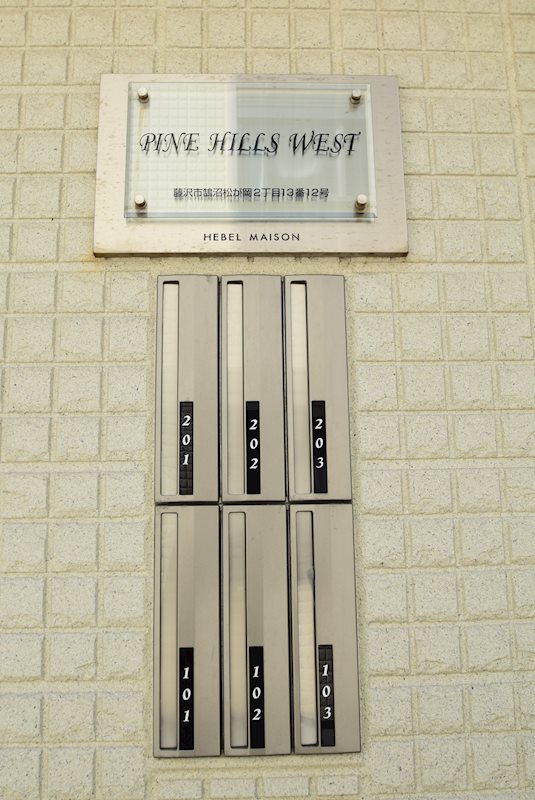 PINE HILLS WEST
藤沢市鵠沼松が岡2丁目13番12号
HEBEL MAISON
201 202 203
101 102 103